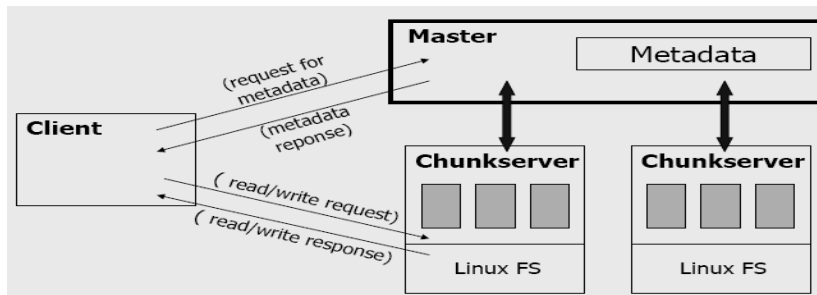 Master
Metadata
(request for
metadata)
(metadata
reponse)
Client
Chunkserver
Chunkserver
( read/write request)
( read/write response)
Linux FS
Linux FS